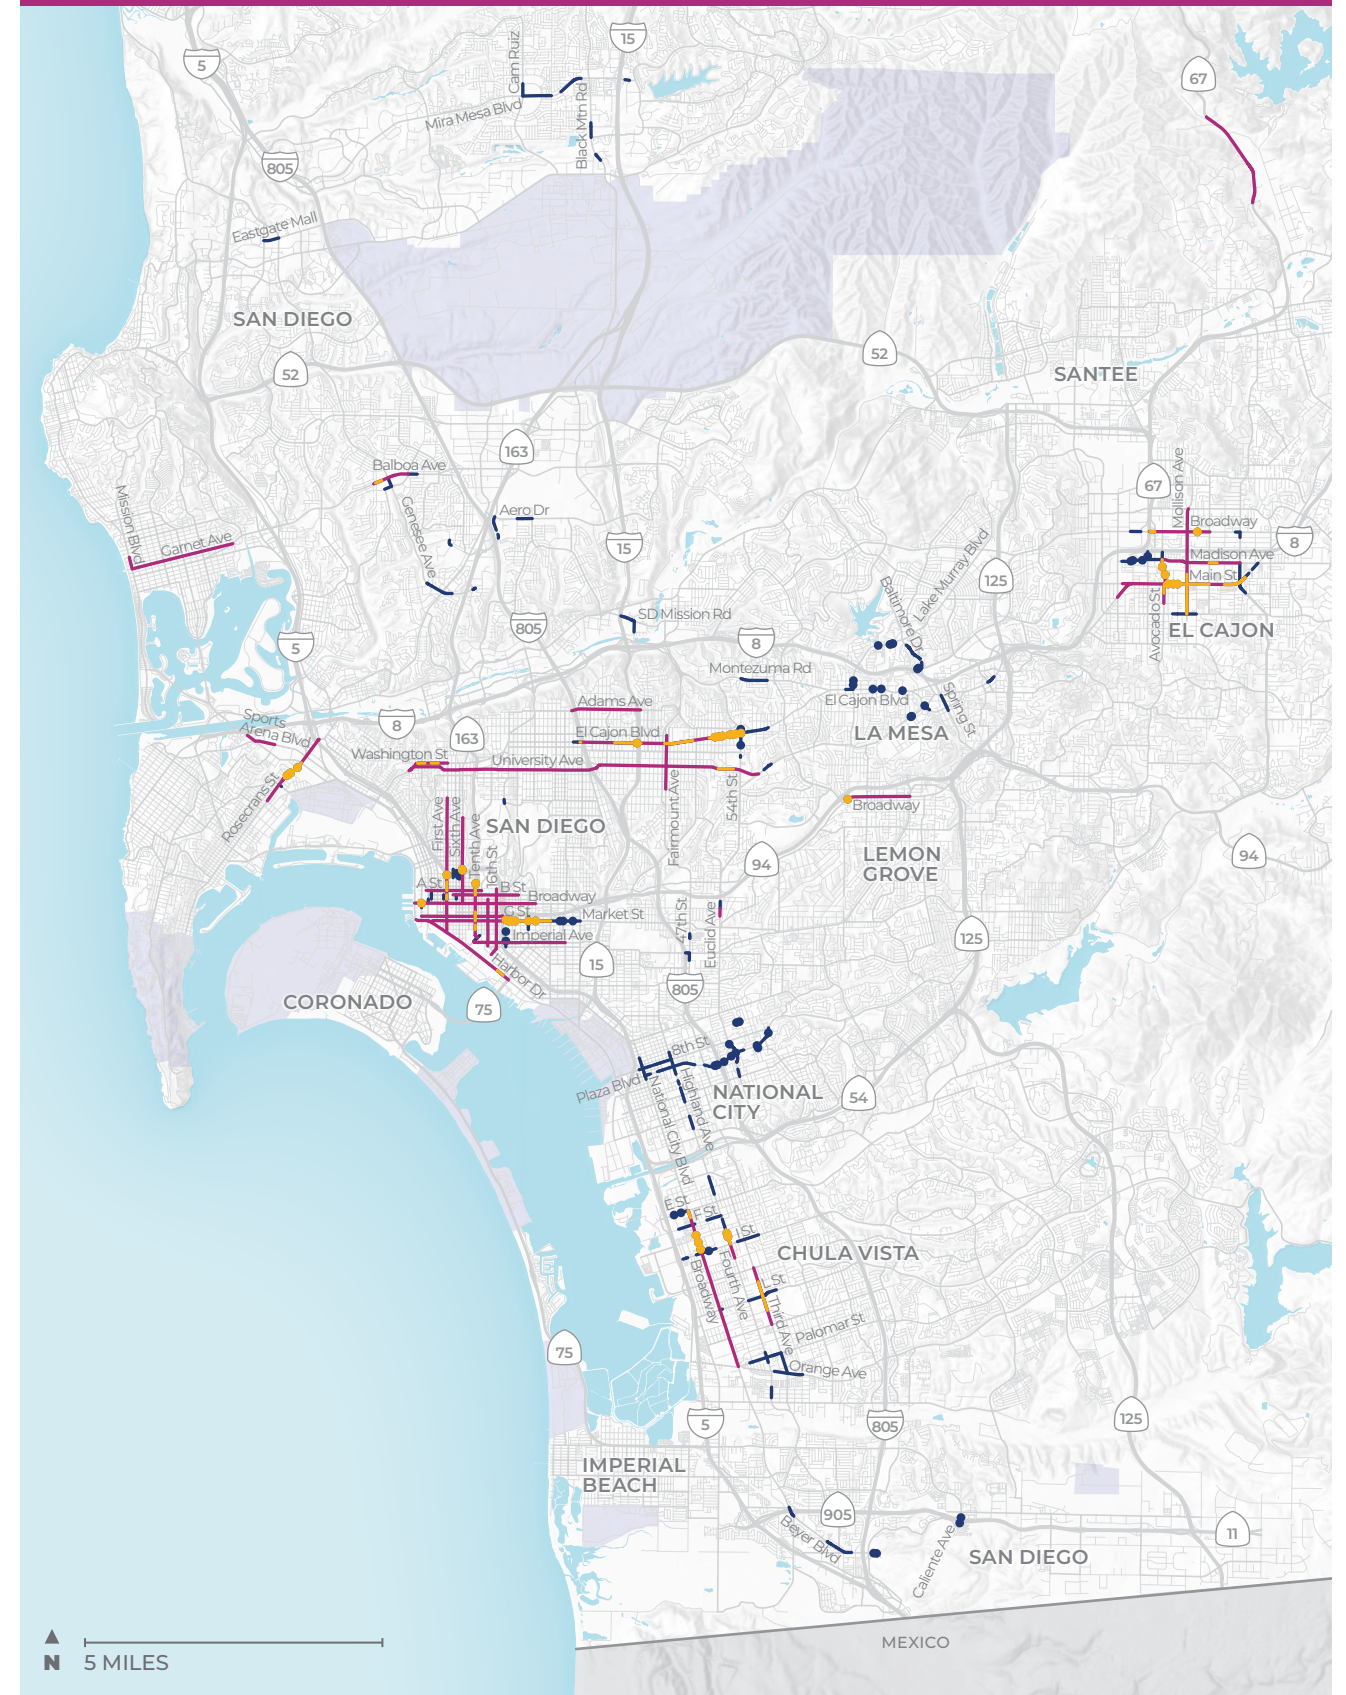 15
5
Cam Ruiz
67
Mira Mesa Blvd
Black Mtn Rd
805
Eastgate Mall
SAN DIEGO
52
52
SANTEE
163
Balboa Ave
67
Mollison Ave
Mission Blvd
Genesee Ave
Aero Dr
Broadway
Garnet Ave
15
8
Lake Murray Blvd
Madison Ave
125
Main St
Baltimore Dr
Avocado St
SD Mission Rd
805
EL CAJON
5
8
Montezuma Rd
El Cajon Blvd
Spring St
Adams Ave
Sports
Arena Blvd
8
163
El Cajon Blvd
LA MESA
Washington St
University Ave
Rosecrans St
Fairmount Ave
54th St
Broadway
First Ave
Sixth Ave
Tenth Ave
16th St
SAN DIEGO
94
LEMON
GROVE
94
A St
B St
Broadway
G St
Market St
Imperial Ave
47th St
Euclid Ave
125
Harbor Dr
15
805
CORONADO
75
8th St
Plaza Blvd
National City Blvd
Highland Ave
NATIONAL
CITY
54
E St
F St
J St
CHULA VISTA
Broadway
Fourth Ave
L St
Third Ave
Palomar St
75
Orange Ave
5
805
125
IMPERIAL
BEACH
905
Beyer Blvd
Caliente Ave
11
SAN DIEGO
MEXICO
N
5 MILES